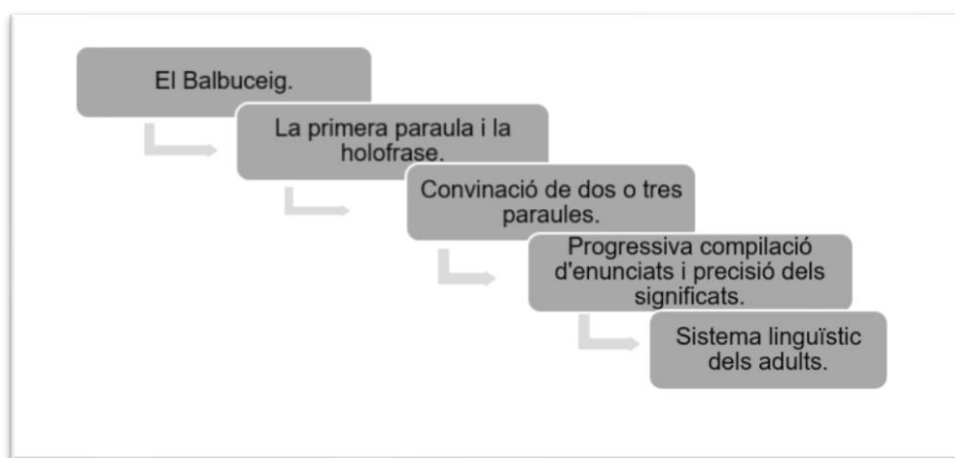 El Balbuceig.
La primera paraula i la
holofrase.
Convinació de dos o tres
paraules.
Progressiva compilació
d'enunciats i precisió dels
significats.
Sistema linguïstic
dels adults.